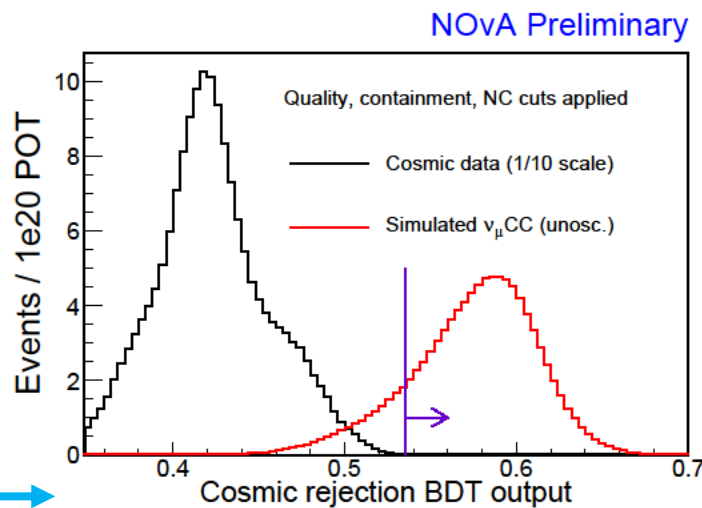 NOνA Preliminary
Events / 1e20 POT
10
8
6
4
2
0
Quality, containment, NC cuts applied
Cosmic data (1/10 scale)
Simulated νμCC (unosc.)
0.4 0.5 0.6 0.7
Cosmic rejection BDT output